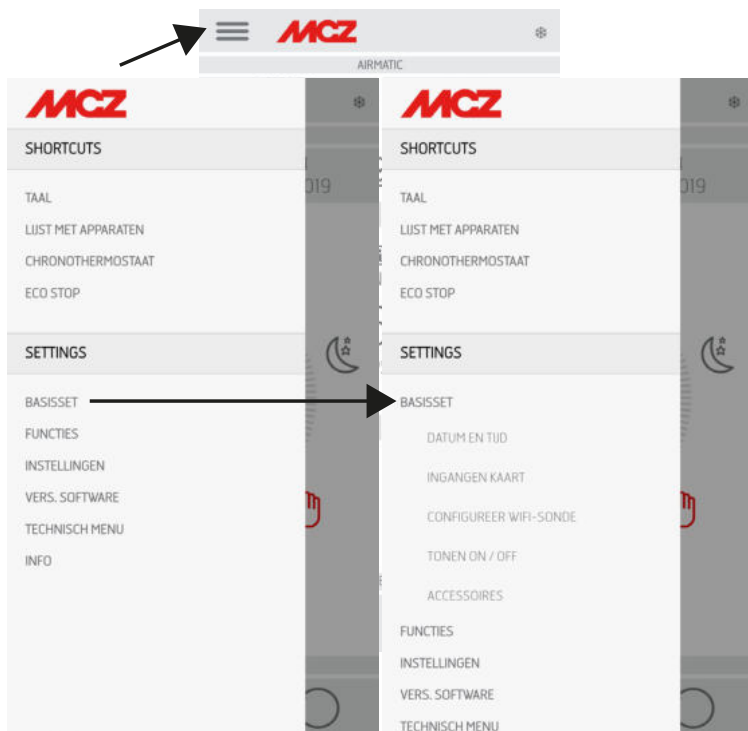 MCZ
AIRMATIC
MCZ
SHORTCUTS
019
TAAL
LIJST MET APPARATEN
CHRONOTHERMOSTAAT
ECO STOP
SETTINGS
BASISSET
FUNCTIES
INSTELLINGEN
VERS. SOFTWARE
TECHNISCH MENU
INFO
MCZ
SHORTCUTS
019
TAAL
LIJST MET APPARATEN
CHRONOTHERMOSTAAT
ECO STOP
SETTINGS
BASISSET
DATUM EN TIJD
INGANGEN KAART
CONFIGUREER WIFI-SONDE
TONEN ON / OFF
ACCESSOIRES
FUNCTIES
INSTELLINGEN
VERS. SOFTWARE
TECHNISCH MENU